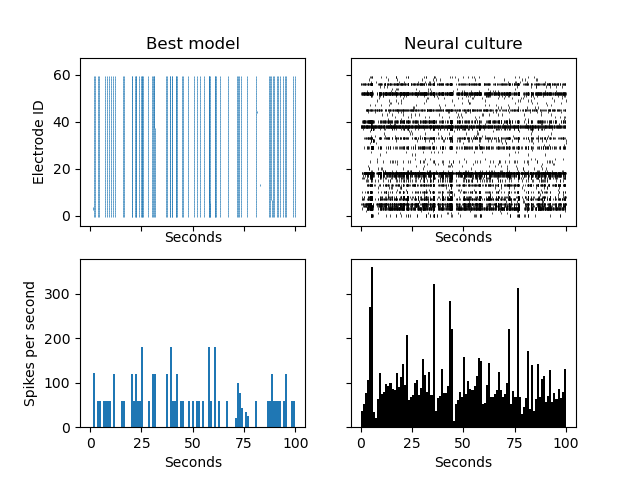 Best model
Neural culture
Electrode ID
60
40
20
0
Seconds
Seconds
Spikes per second
300
200
100
0
0 25 50 75 100
Seconds
0 25 50 75 100
Seconds